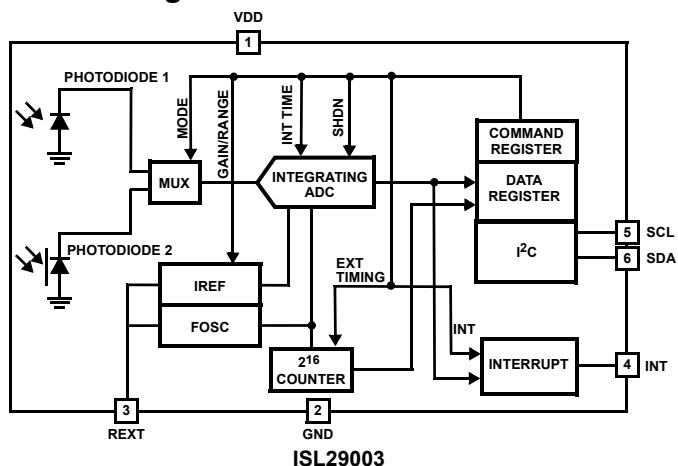 VDD
1
PHOTODIODE 1
MODE
GAIN/RANGE
INT TIME
SHDN
COMMAND
REGISTER
MUX
INTEGRATING
ADC
DATA
REGISTER
PHOTODIODE 2
I2C
5 SCL
6 SDA
EXT
TIMING
IREF
FOSC
INT
216
COUNTER
INTERRUPT
4 INT
3
REXT
2
GND
ISL29003